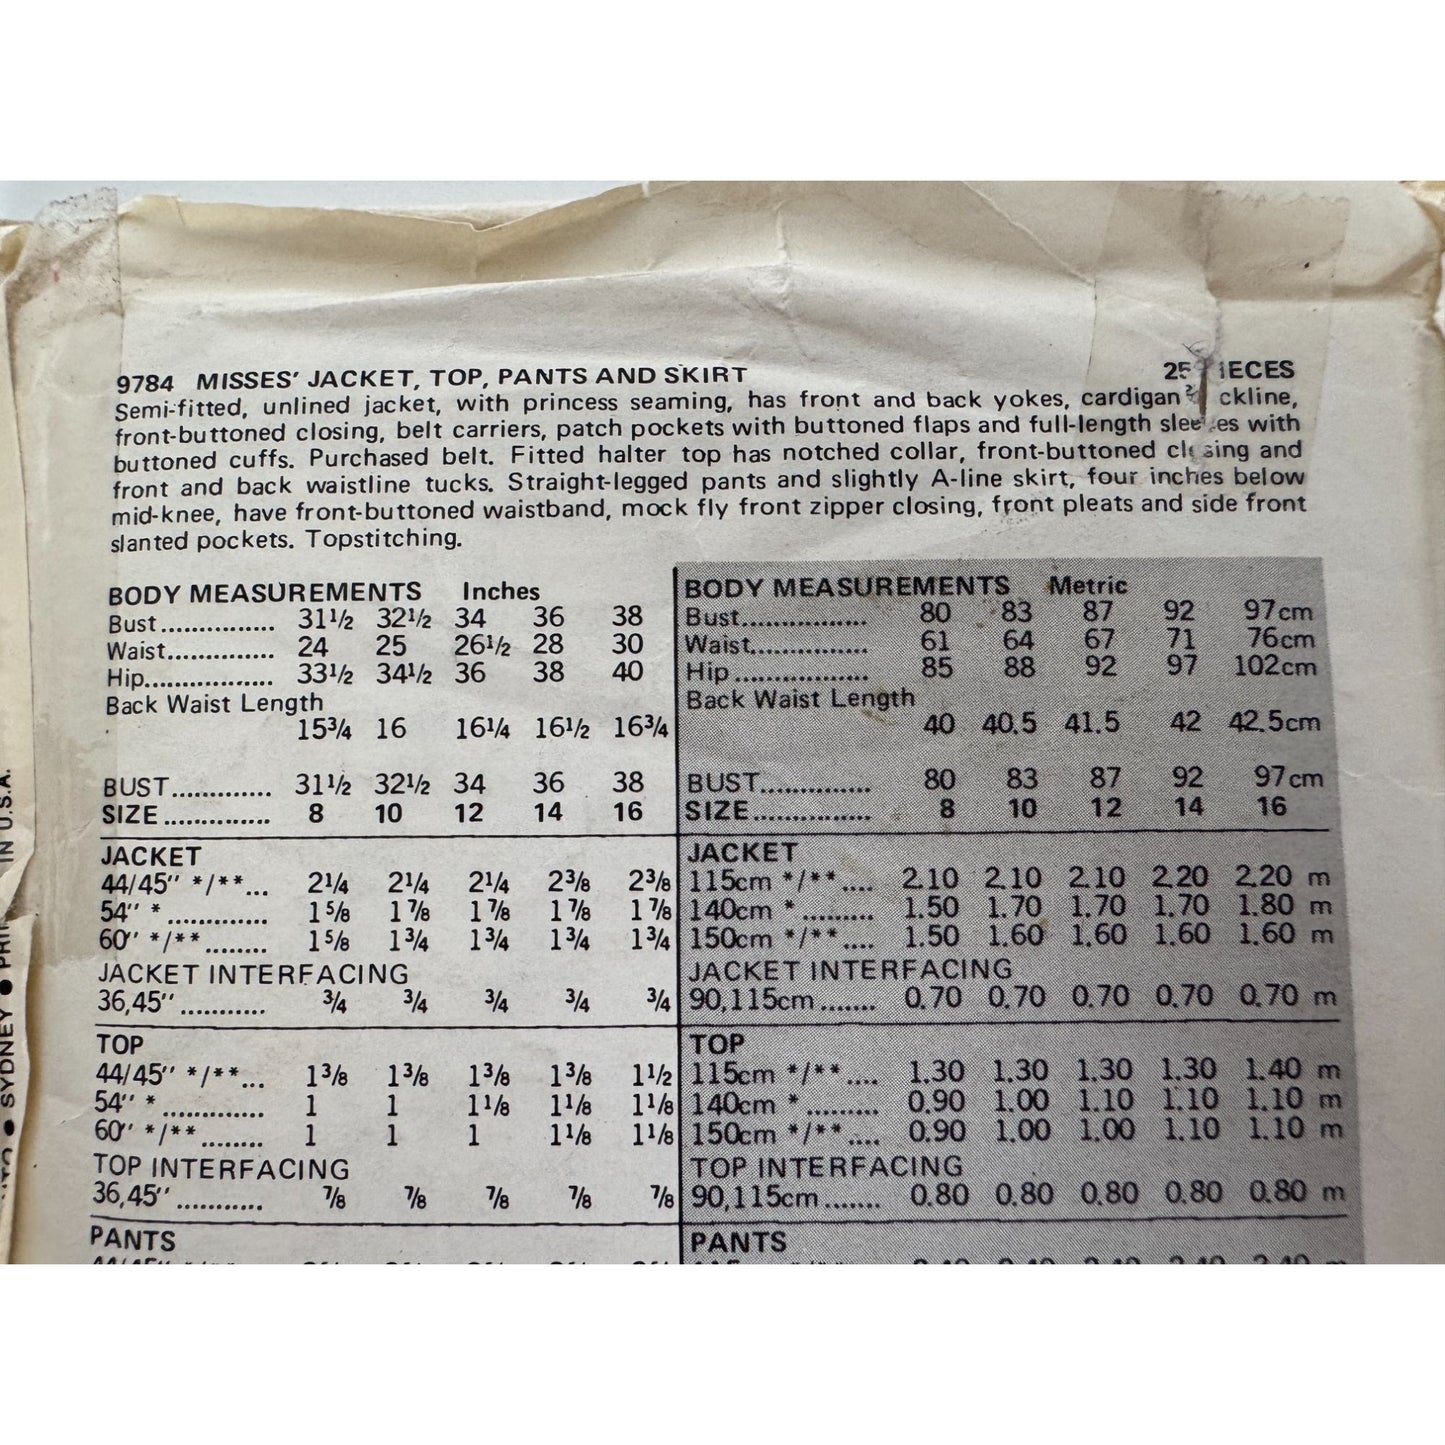 9784 MISSES' JACKET, TOP, PANTS AND SKIRT 25 PIECES
Semi-fitted, unlined jacket, with princess seaming, has front and back yokes, cardigan neckline,
front-buttoned closing, belt carriers, patch pockets with buttoned flaps and full-length sleeves with
buttoned cuffs. Purchased belt. Fitted halter top has notched collar, front-buttoned closing and
front and back waistline tucks. Straight-legged pants and slightly A-line skirt, four inches below
mid-knee, have front-buttoned waistband, mock fly front zipper closing, front pleats and side front
slanted pockets. Topstitching.
BODY MEASUREMENTS Inches
Bust............... 31½ 32½ 34 36 38
Waist.............. 24 25 26½ 28 30
Hip................. 33½ 34½ 36 38 40
Back Waist Length
15¾ 16 16¼ 16½ 16¾
BUST............. 31½ 32½ 34 36 38
SIZE .............. 8 10 12 14 16
JACKET
44/45'' */**... 2¼ 2¼ 2¼ 2⅜ 2⅜
54'' * ............. 1⅝ 1⅞ 1⅞ 1⅞ 1⅞
60'' */** ........ 1⅝ 1¾ 1¾ 1¾ 1¾
JACKET INTERFACING
36,45'' ........... ¾ ¾ ¾ ¾ ¾
TOP
44/45'' */**... 1⅜ 1⅜ 1⅜ 1⅜ 1½
54'' * ............. 1 1 1⅛ 1⅛ 1⅛
60'' */** ........ 1 1 1 1⅛ 1⅛
TOP INTERFACING
36,45'' ............ ⅞ ⅞ ⅞ ⅞ ⅞
PANTS
BODY MEASUREMENTS Metric
Bust................ 80 83 87 92 97cm
Waist............... 61 64 67 71 76cm
Hip ................. 85 88 92 97 102cm
Back Waist Length
40 40.5 41.5 42 42.5cm
BUST.............. 80 83 87 92 97cm
SIZE............... 8 10 12 14 16
JACKET
115cm */** .... 2.10 2.10 2.10 2.20 2.20 m
140cm * ......... 1.50 1.70 1.70 1.70 1.80 m
150cm */** .... 1.50 1.60 1.60 1.60 1.60 m
JACKET INTERFACING
90,115cm ....... 0.70 0.70 0.70 0.70 0.70 m
TOP
115cm */** .... 1.30 1.30 1.30 1.30 1.40 m
140cm * ......... 0.90 1.00 1.10 1.10 1.10 m
150cm */** .... 0.90 1.00 1.00 1.10 1.10 m
TOP INTERFACING
90,115cm ....... 0.80 0.80 0.80 0.80 0.80 m
PANTS
SYDNEY ● IN U.S.A.